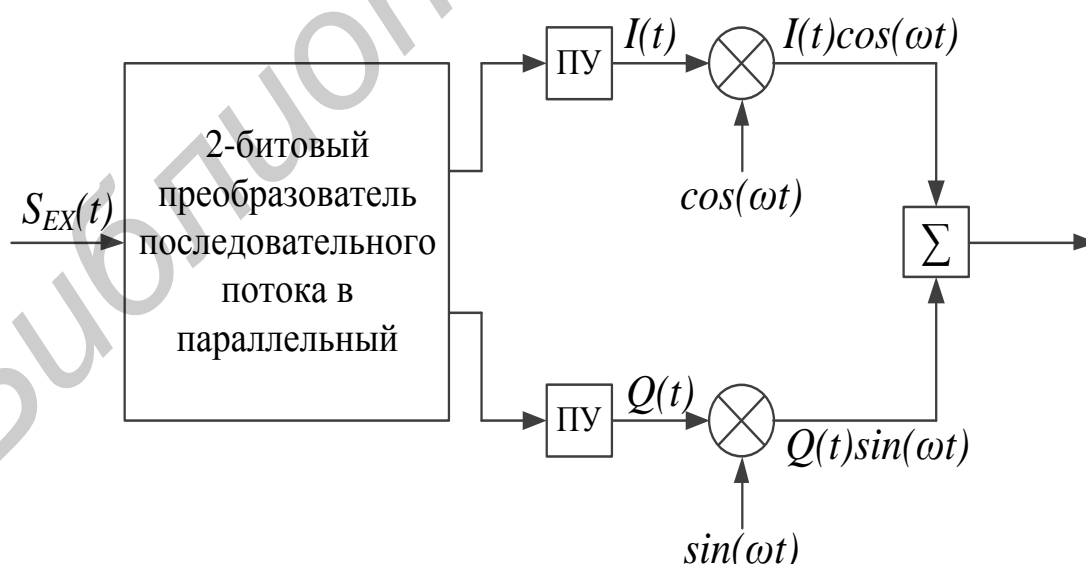 S_EX(t)
2-битовый
преобразователь
последовательного
потока в
параллельный
ПУ
I(t)
I(t)cos(ωt)
cos(ωt)
∑
ПУ
Q(t)
Q(t)sin(ωt)
sin(ωt)